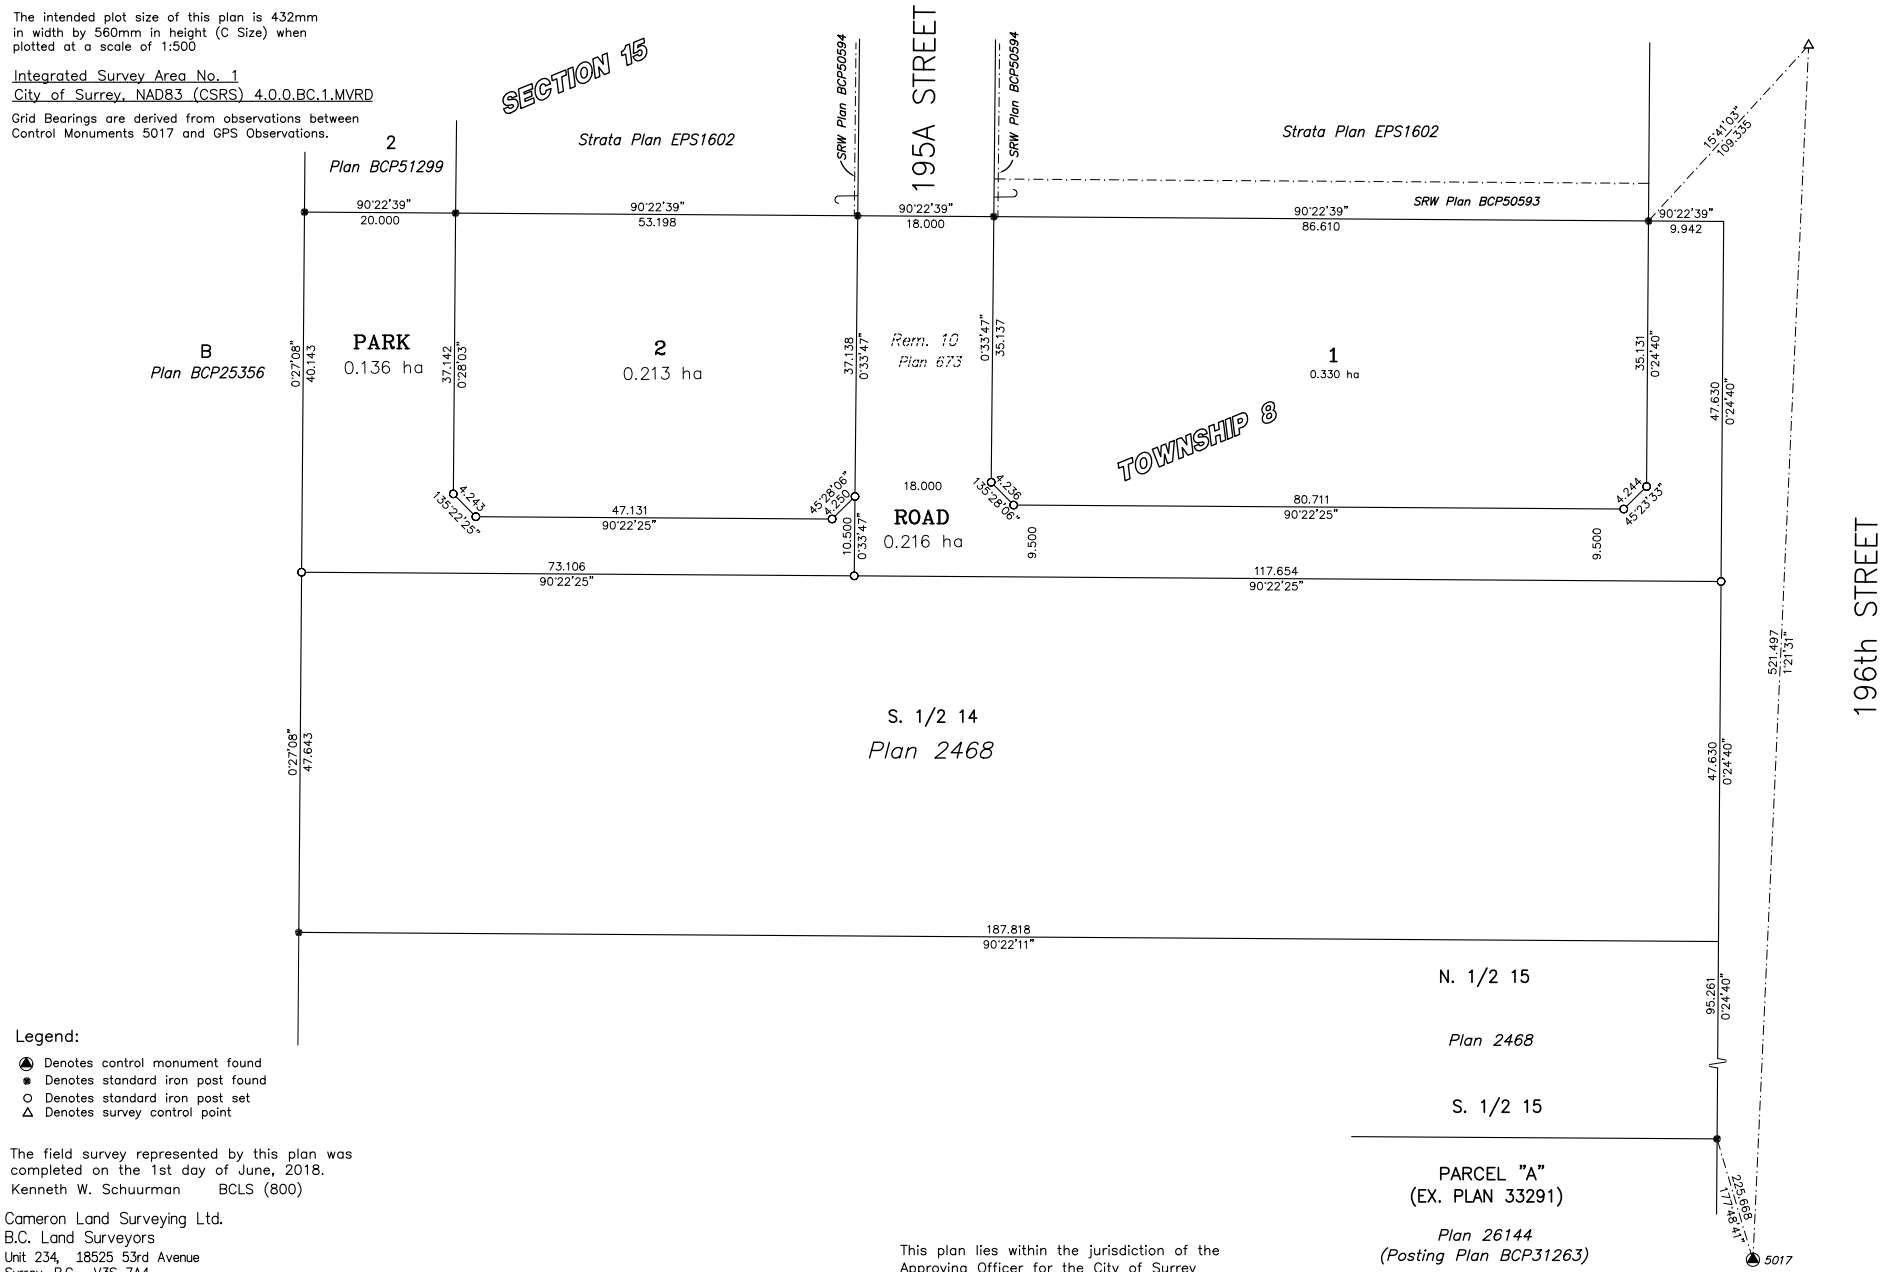 The intended plot size of this plan is 432mm
in width by 560mm in height (C Size) when
plotted at a scale of 1:500
Integrated Survey Area No. 1
City of Surrey, NAD83 (CSRS) 4.0.0.BC.1.MVRD
Grid Bearings are derived from observations between
Control Monuments 5017 and GPS Observations.
SECTION 15
2
Plan BCP51299
Strata Plan EPS1602
SRW Plan BCP50594
195A STREET
SRW Plan BCP50594
Strata Plan EPS1602
SRW Plan BCP50593
15°41'03"
109.335
90°22'39"
20.000
90°22'39"
53.198
90°22'39"
18.000
90°22'39"
86.610
90°22'39"
9.942
B
Plan BCP25356
0°27'08"
40.143
PARK
0.136 ha
37.142
0°28'03"
2
0.213 ha
37.138
0°33'47"
Rem. 10
Plan 673
0°33'47"
35.137
1
0.330 ha
35.131
0°24'40"
47.630
0°24'40"
TOWNSHIP 8
4.243
135°22'25"
47.131
90°22'25"
45°28'06"
4.250
10.500
0°33'47"
18.000
ROAD
0.216 ha
4.236
135°28'06"
9.500
80.711
90°22'25"
9.500
4.244
45°23'33"
73.106
90°22'25"
117.654
90°22'25"
196th STREET
521.497
1°21'31"
S. 1/2 14
Plan 2468
0°27'08"
47.643
47.630
0°24'40"
187.818
90°22'11"
N. 1/2 15
Plan 2468
95.261
0°24'40"
S. 1/2 15
PARCEL "A"
(EX. PLAN 33291)
Plan 26144
(Posting Plan BCP31263)
225.668
177°48'41"
5017
Legend:
Denotes control monument found
Denotes standard iron post found
Denotes standard iron post set
Denotes survey control point
The field survey represented by this plan was
completed on the 1st day of June, 2018.
Kenneth W. Schuurman BCLS (800)
Cameron Land Surveying Ltd.
B.C. Land Surveyors
Unit 234, 18525 53rd Avenue
Surrey, B.C. V3S 7A4
This plan lies within the jurisdiction of the
Approving Officer for the City of Surrey